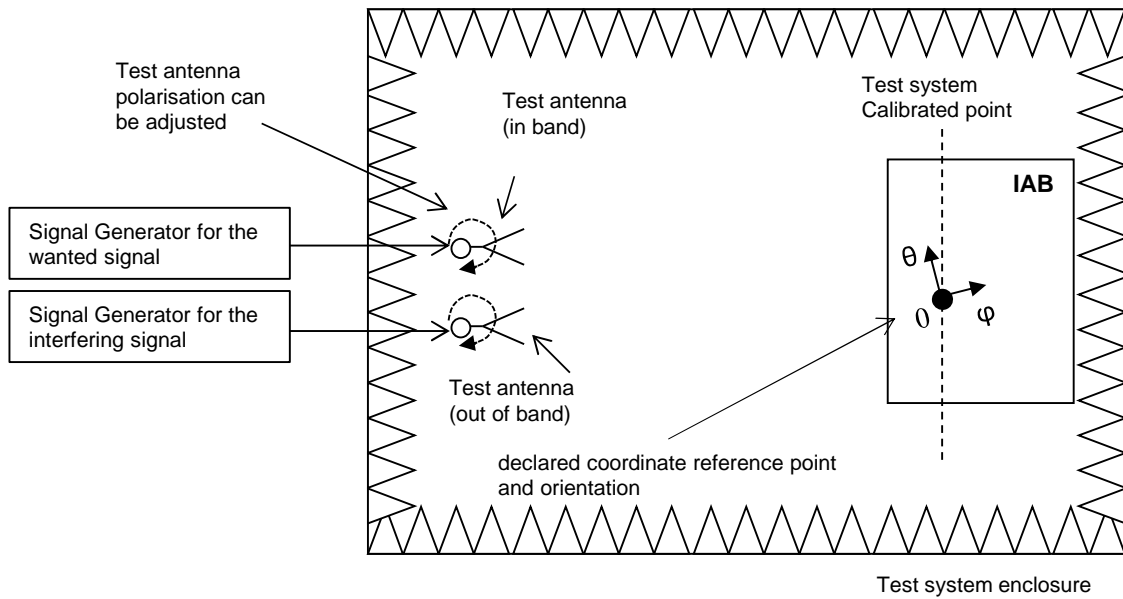 Test antenna
polarisation can
be adjusted
Test antenna
(in band)
Test system
Calibrated point
IAB
Signal Generator for the
wanted signal
θ
φ
0
Signal Generator for the
interfering signal
Test antenna
(out of band)
declared coordinate reference point
and orientation
Test system enclosure